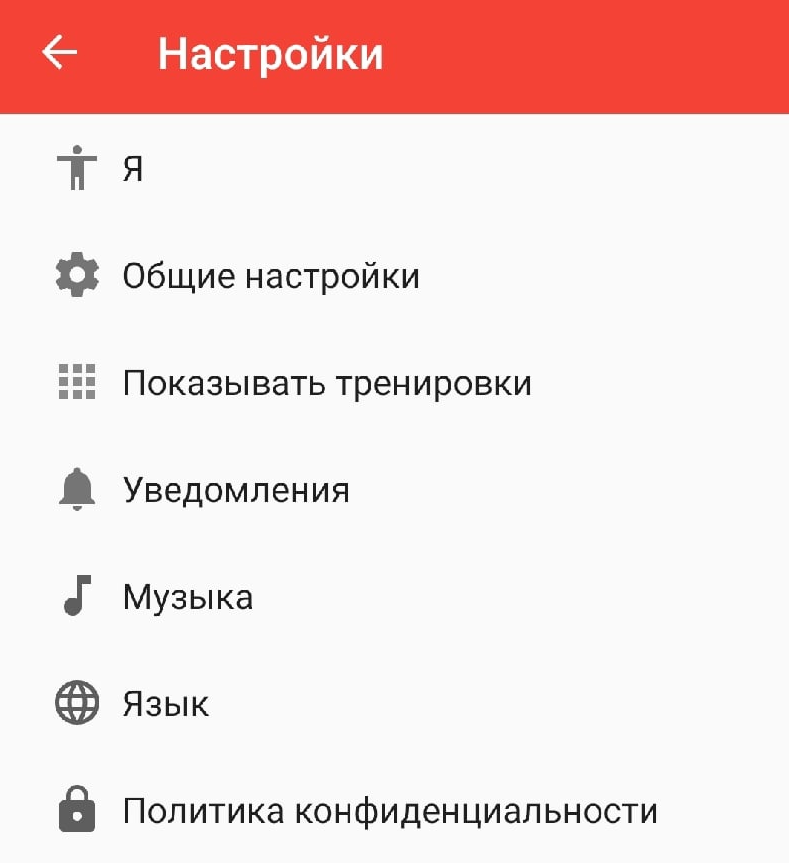 Настройки
Я
Общие настройки
Показывать тренировки
Уведомления
Музыка
Язык
Политика конфиденциальности